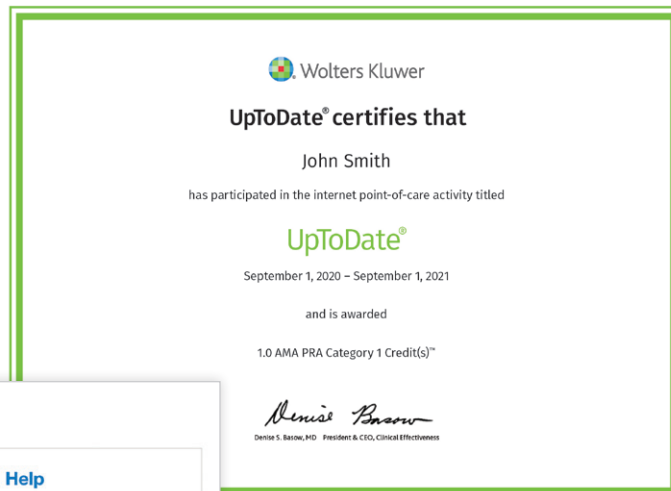 Wolters Kluwer
UpToDate® certifies that
John Smith
has participated in the internet point-of-care activity titled
UpToDate®
September 1, 2020 – September 1, 2021
and is awarded
1.0 AMA PRA Category 1 Credit(s)™
Denise Basow
Denise S. Basow, MD President & CEO, Clinical Effectiveness
Help